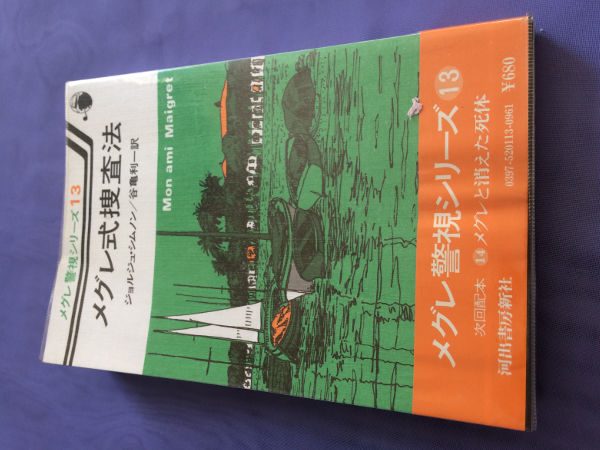 メグレ警視シリーズ13
メグレ式捜査法
ジョルジュ・シムノン／谷亀利一訳
Mon ami Maigret
メグレ警視シリーズ⑬
次回配本 ⑭ メグレと消えた死体
河出書房新社
0397-520113-0961 ¥680